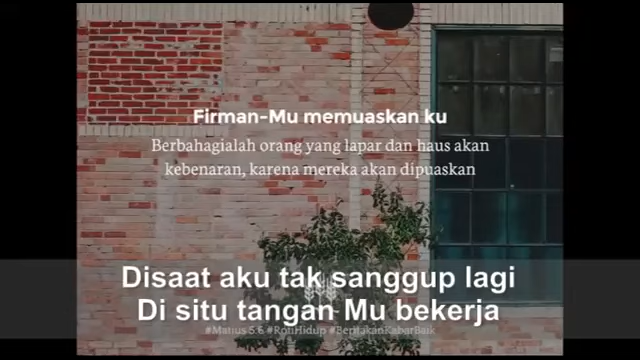 Firman-Mu memuaskan ku
Berbahagialah orang yang lapar dan haus akan
kebenaran, karena mereka akan dipuaskan
Disaat aku tak sanggup lagi
Di situ tangan Mu bekerja
#Matius 5:6 #RotiHidup #BeritakanKabarBaik